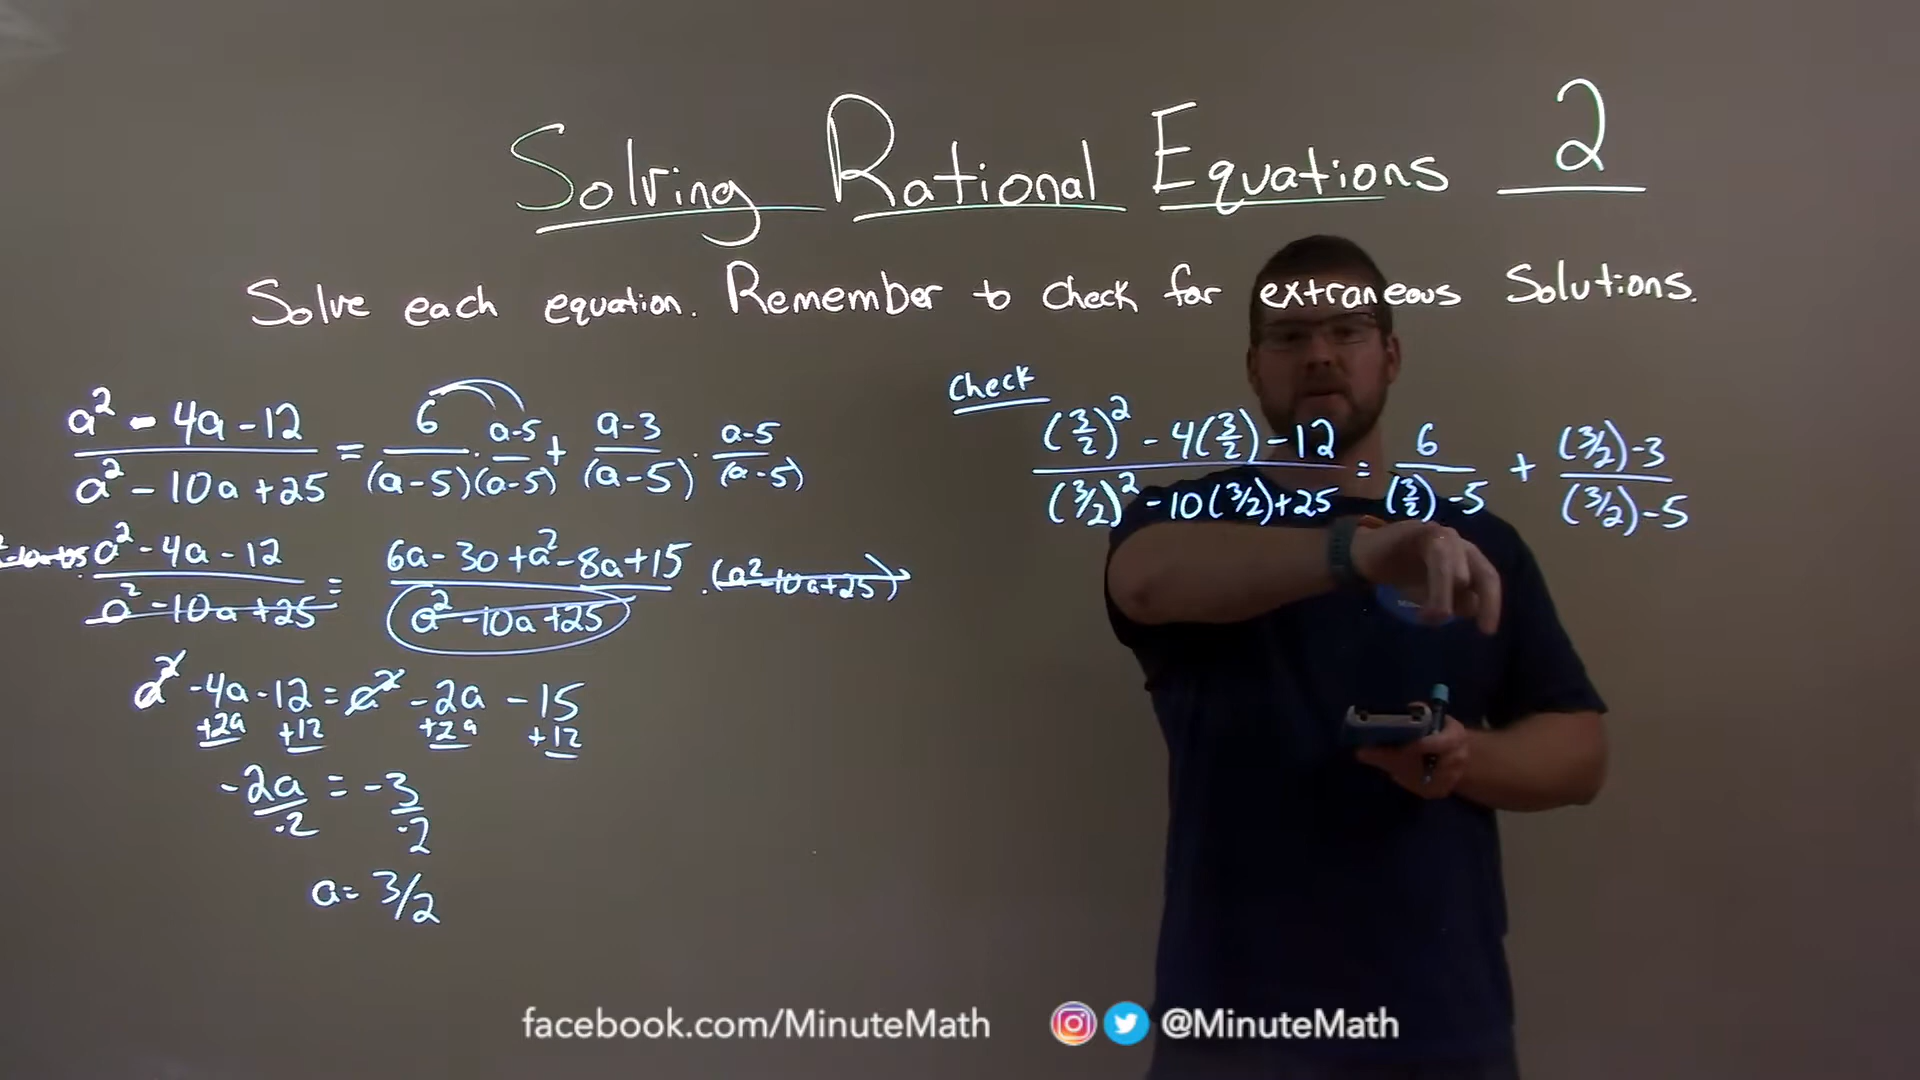 Solving Rational Equations 2
Solve each equation. Remember to check for extraneous solutions.
a² - 4a - 12 / a² - 10a + 25 = 6 / (a-5) · a-5 / (a-5) + a-3 / (a-5) · a-5 / (a-5)
a² - 4a - 12 / a² - 10a + 25 = 6a - 30 + a² - 8a + 15 / a² - 10a + 25 · (a² - 10a + 25)
a² - 4a - 12 = a² - 2a - 15
+2a +12 +2a +12
-2a / -2 = -3 / -2
a = 3/2
Check
(3/2)² - 4(3/2) - 12 / (3/2)² - 10(3/2) + 25 = 6 / (3/2) - 5 + (3/2) - 3 / (3/2) - 5
facebook.com/MinuteMath @MinuteMath